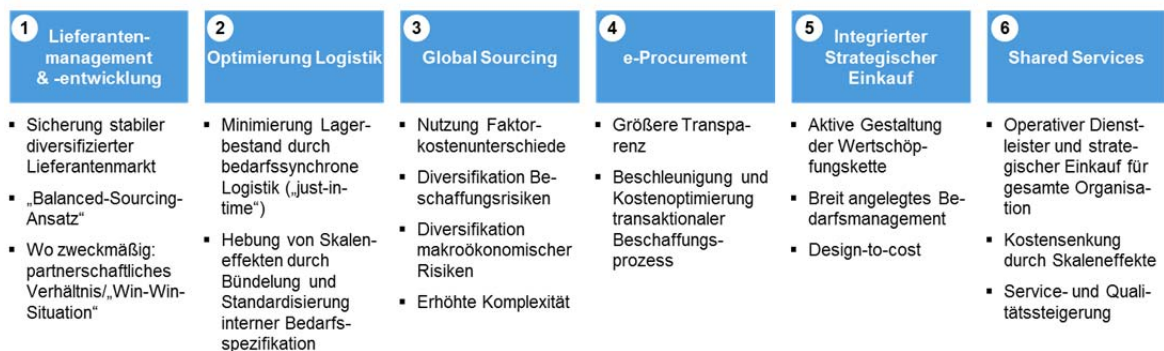 1
Lieferanten-
management
& -entwicklung
▪ Sicherung stabiler
diversifizierter
Lieferantenmarkt
▪ „Balanced-Sourcing-
Ansatz“
▪ Wo zweckmäßig:
partnerschaftliches
Verhältnis/„Win-Win-
Situation“
2
Optimierung Logistik
▪ Minimierung Lager-
bestand durch
bedarfssynchrone
Logistik („just-in-
time“)
▪ Hebung von Skalen-
effekten durch
Bündelung und
Standardisierung
interner Bedarfs-
spezifikation
3
Global Sourcing
▪ Nutzung Faktor-
kostenunterschiede
▪ Diversifikation Be-
schaffungsrisiken
▪ Diversifikation
makroökonomischer
Risiken
▪ Erhöhte Komplexität
4
e-Procurement
▪ Größere Transpa-
renz
▪ Beschleunigung und
Kostenoptimierung
transaktionaler
Beschaffungs-
prozess
5
Integrierter
Strategischer
Einkauf
▪ Aktive Gestaltung
der Wertschöp-
fungskette
▪ Breit angelegtes Be-
darfsmanagement
▪ Design-to-cost
6
Shared Services
▪ Operativer Dienst-
leister und strate-
gischer Einkauf für
gesamte Organisa-
tion
▪ Kostensenkung
durch Skaleneffekte
▪ Service- und Quali-
tätssteigerung